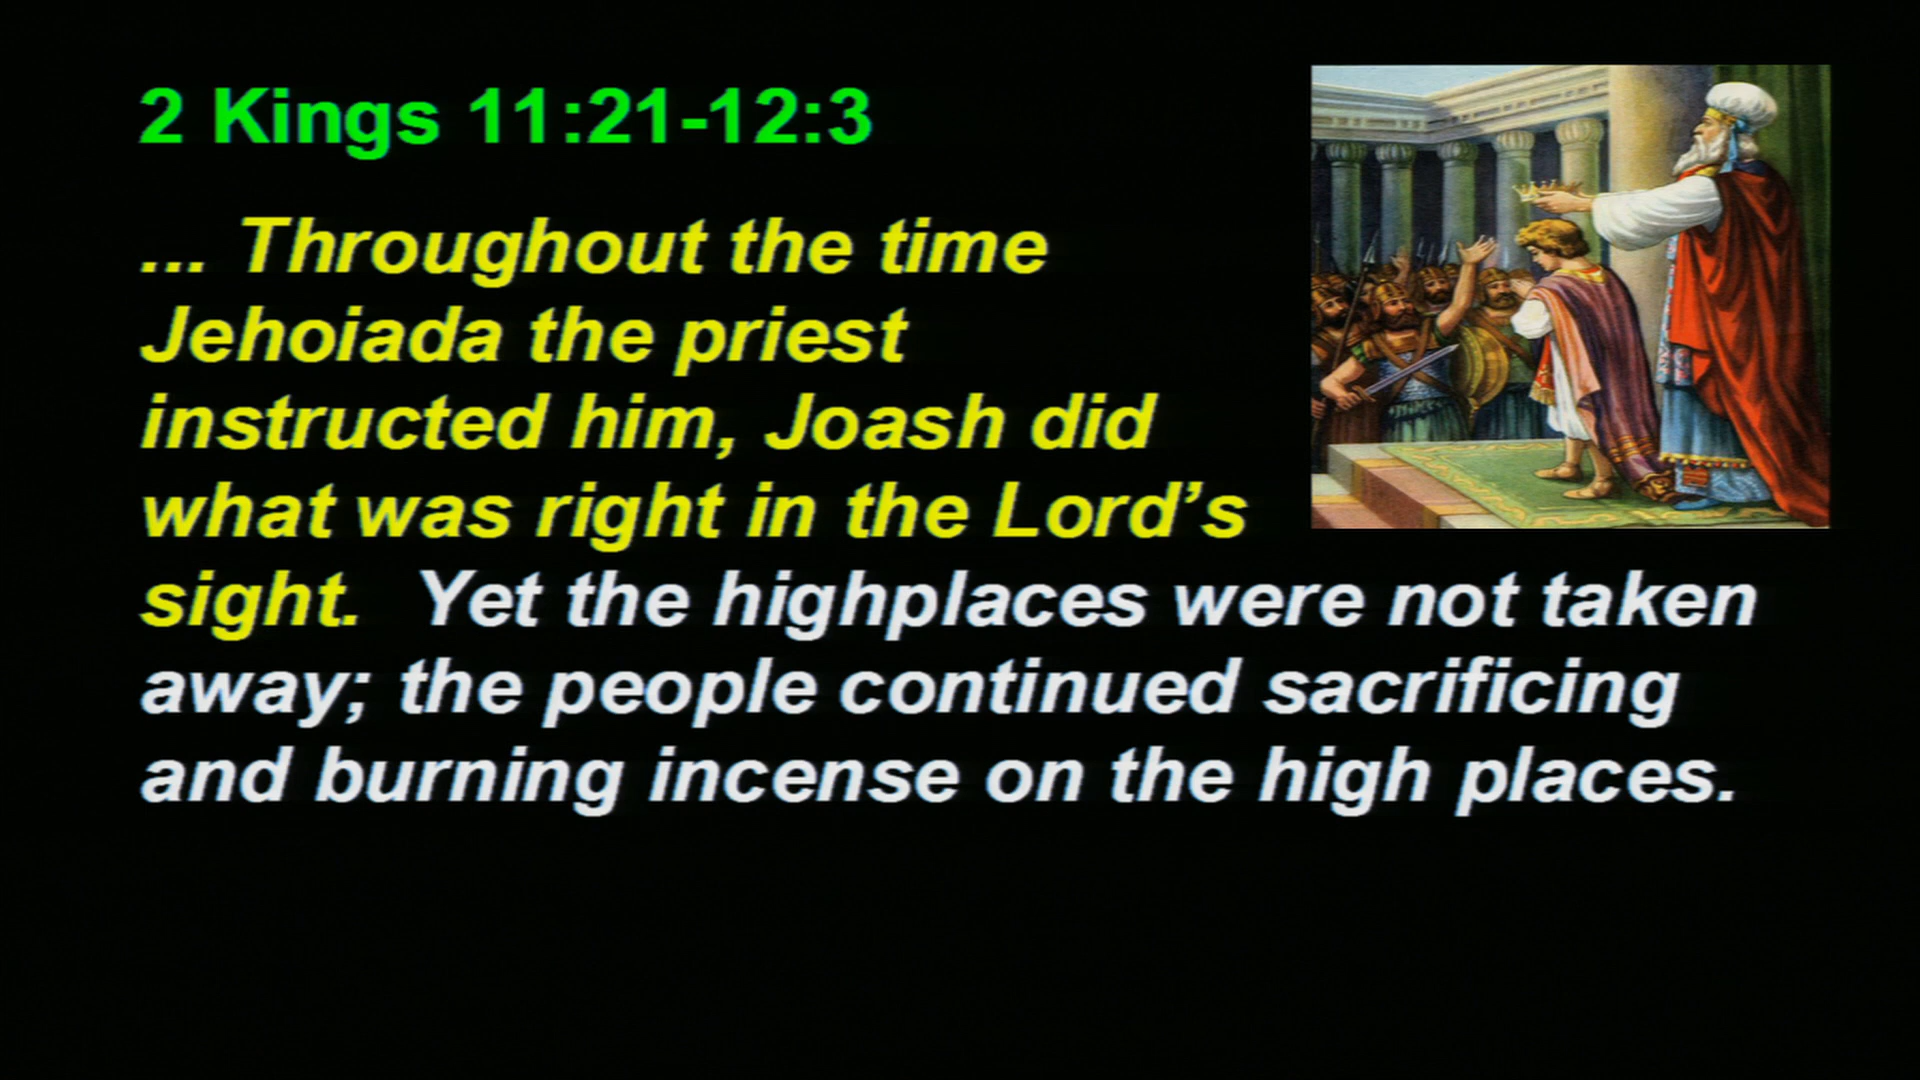 2 Kings 11:21-12:3
... Throughout the time
Jehoiada the priest
instructed him, Joash did
what was right in the Lord’s
sight.  Yet the highplaces were not taken
away; the people continued sacrificing
and burning incense on the high places.